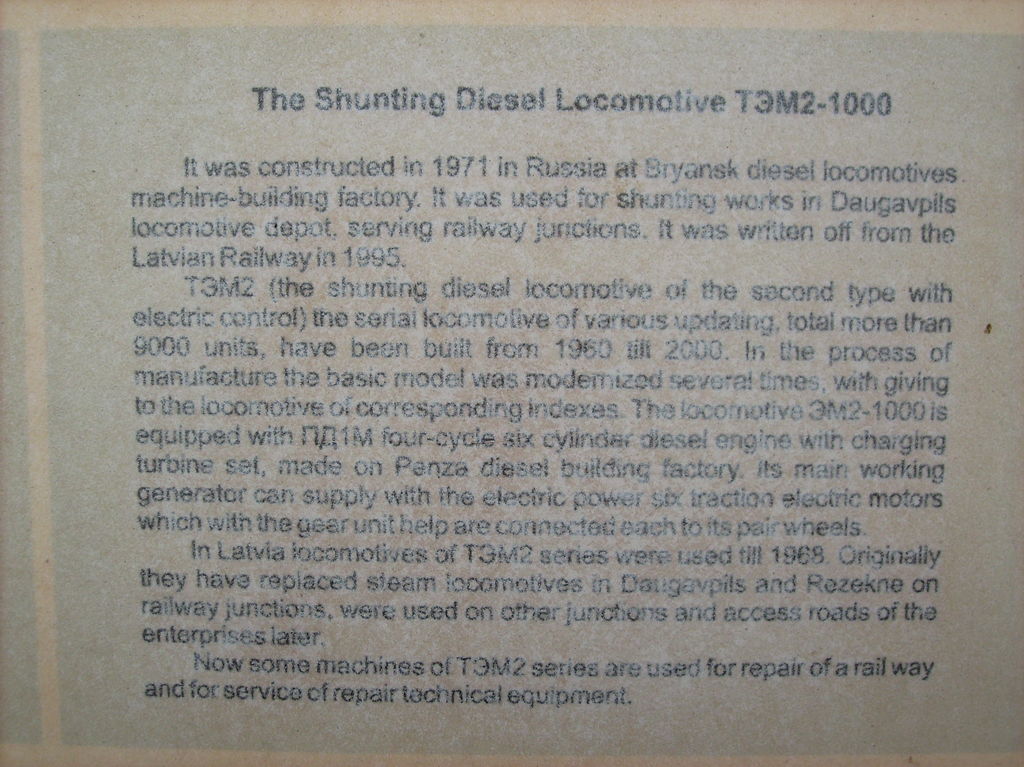 The Shunting Diesel Locomotive ТЭМ2-1000
It was constructed in 1971 in Russia at Bryansk diesel locomotives
machine-building factory. It was used for shunting works in Daugavpils
locomotive depot, serving railway junctions. It was written off from the
Latvian Railway in 1995.
ТЭМ2 (the shunting diesel locomotive of the second type with
electric control) the serial locomotive of various updating, total more than
9000 units, have been built from 1960 till 2000. In the process of
manufacture the basic model was modernized several times, with giving
to the locomotive of corresponding indexes. The locomotive ЭМ2-1000 is
equipped with ПД1М four-cycle six cylinder diesel engine with charging
turbine set, made on Penza diesel building factory. Its main working
generator can supply with the electric power six traction electric motors
which with the gear unit help are connected each to its pair wheels.
In Latvia locomotives of ТЭМ2 series were used till 1968. Originally
they have replaced steam locomotives in Daugavpils and Rezekne on
railway junctions, were used on other junctions and access roads of the
enterprises later.
Now some machines of ТЭМ2 series are used for repair of a rail way
and for service of repair technical equipment.